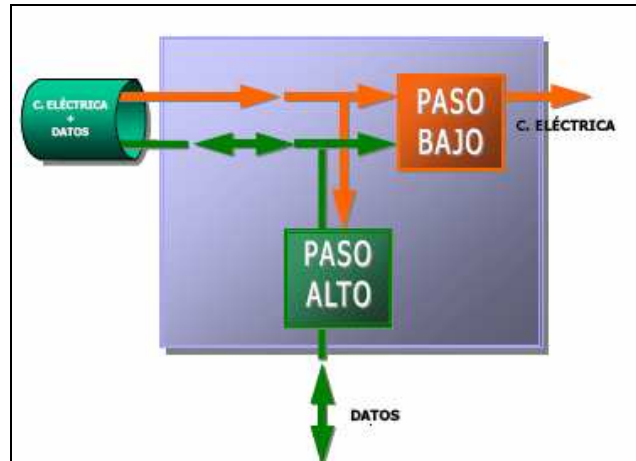 C. ELÉCTRICA
+
DATOS
PASO
BAJO
C. ELÉCTRICA
PASO
ALTO
DATOS